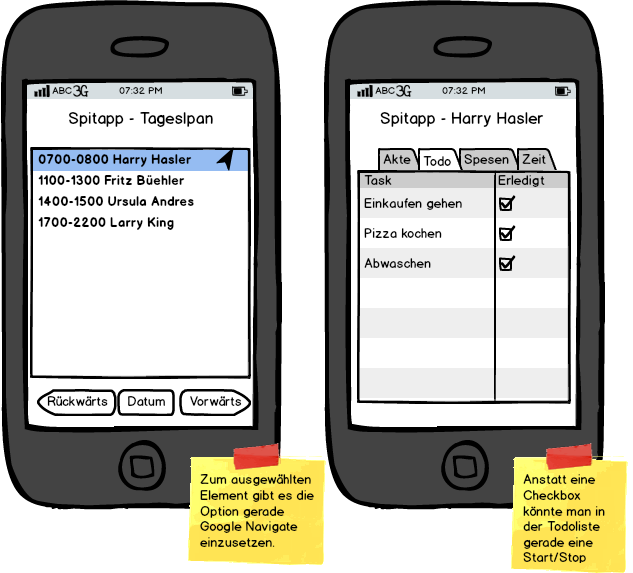 ABC 3G 07:32 PM
Spitapp - Tageslpan
0700-0800 Harry Hasler
1100-1300 Fritz Büehler
1400-1500 Ursula Andres
1700-2200 Larry King
Rückwärts Datum Vorwärts
Zum ausgewählten
Element gibt es die
Option gerade
Google Navigate
einzusetzen.
ABC 3G 07:32 PM
Spitapp - Harry Hasler
Akte Todo Spesen Zeit
Task Erledigt
Einkaufen gehen
Pizza kochen
Abwaschen
Anstatt eine
Checkbox
könnte man in
der Todoliste
gerade eine
Start/Stop